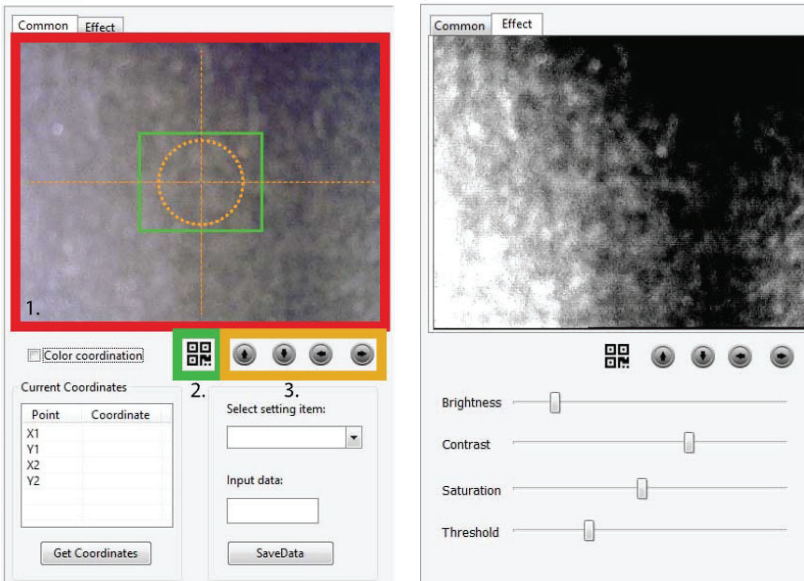 Common Effect
1.
Color coordination
2.
3.
Current Coordinates
Point Coordinate
X1
Y1
X2
Y2
Get Coordinates
Select setting item:
Input data:
SaveData
Common Effect
Brightness
Contrast
Saturation
Threshold